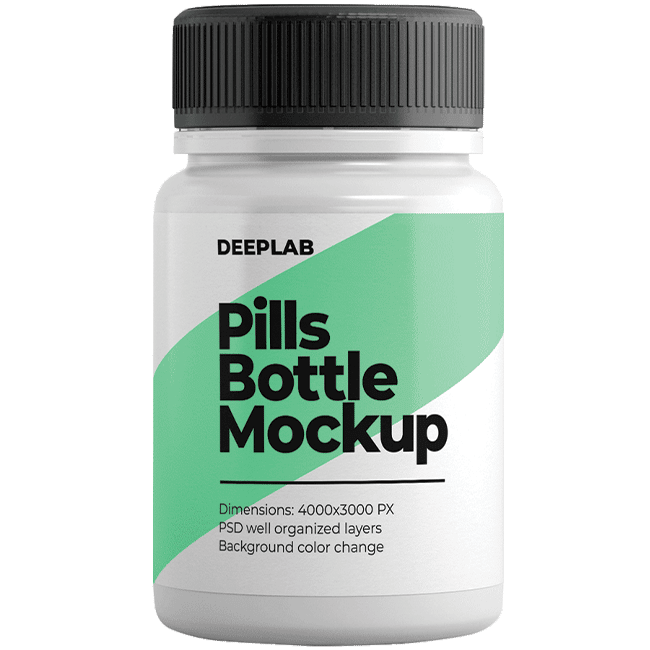 DEEPLAB
Pills
Bottle
Mockup
Dimensions: 4000x3000 PX
PSD well organized layers
Background color change